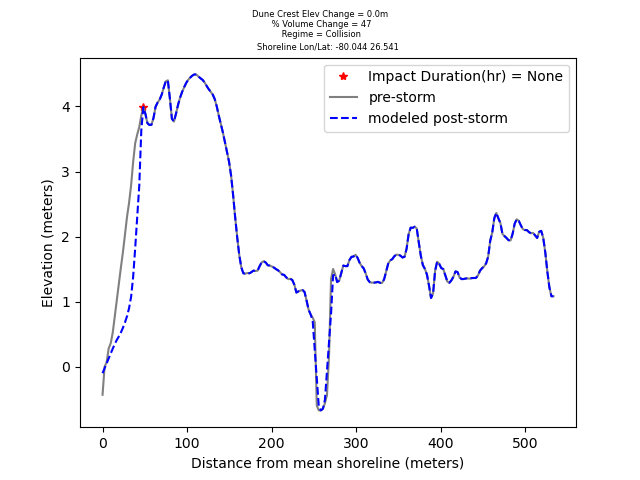 Dune Crest Elev Change = 0.0m
% Volume Change = 47
Regime = Collision
Shoreline Lon/Lat: -80.044 26.541
Impact Duration(hr) = None
pre-storm
modeled post-storm
Elevation (meters)
4
3
2
1
0
0 100 200 300 400 500
Distance from mean shoreline (meters)